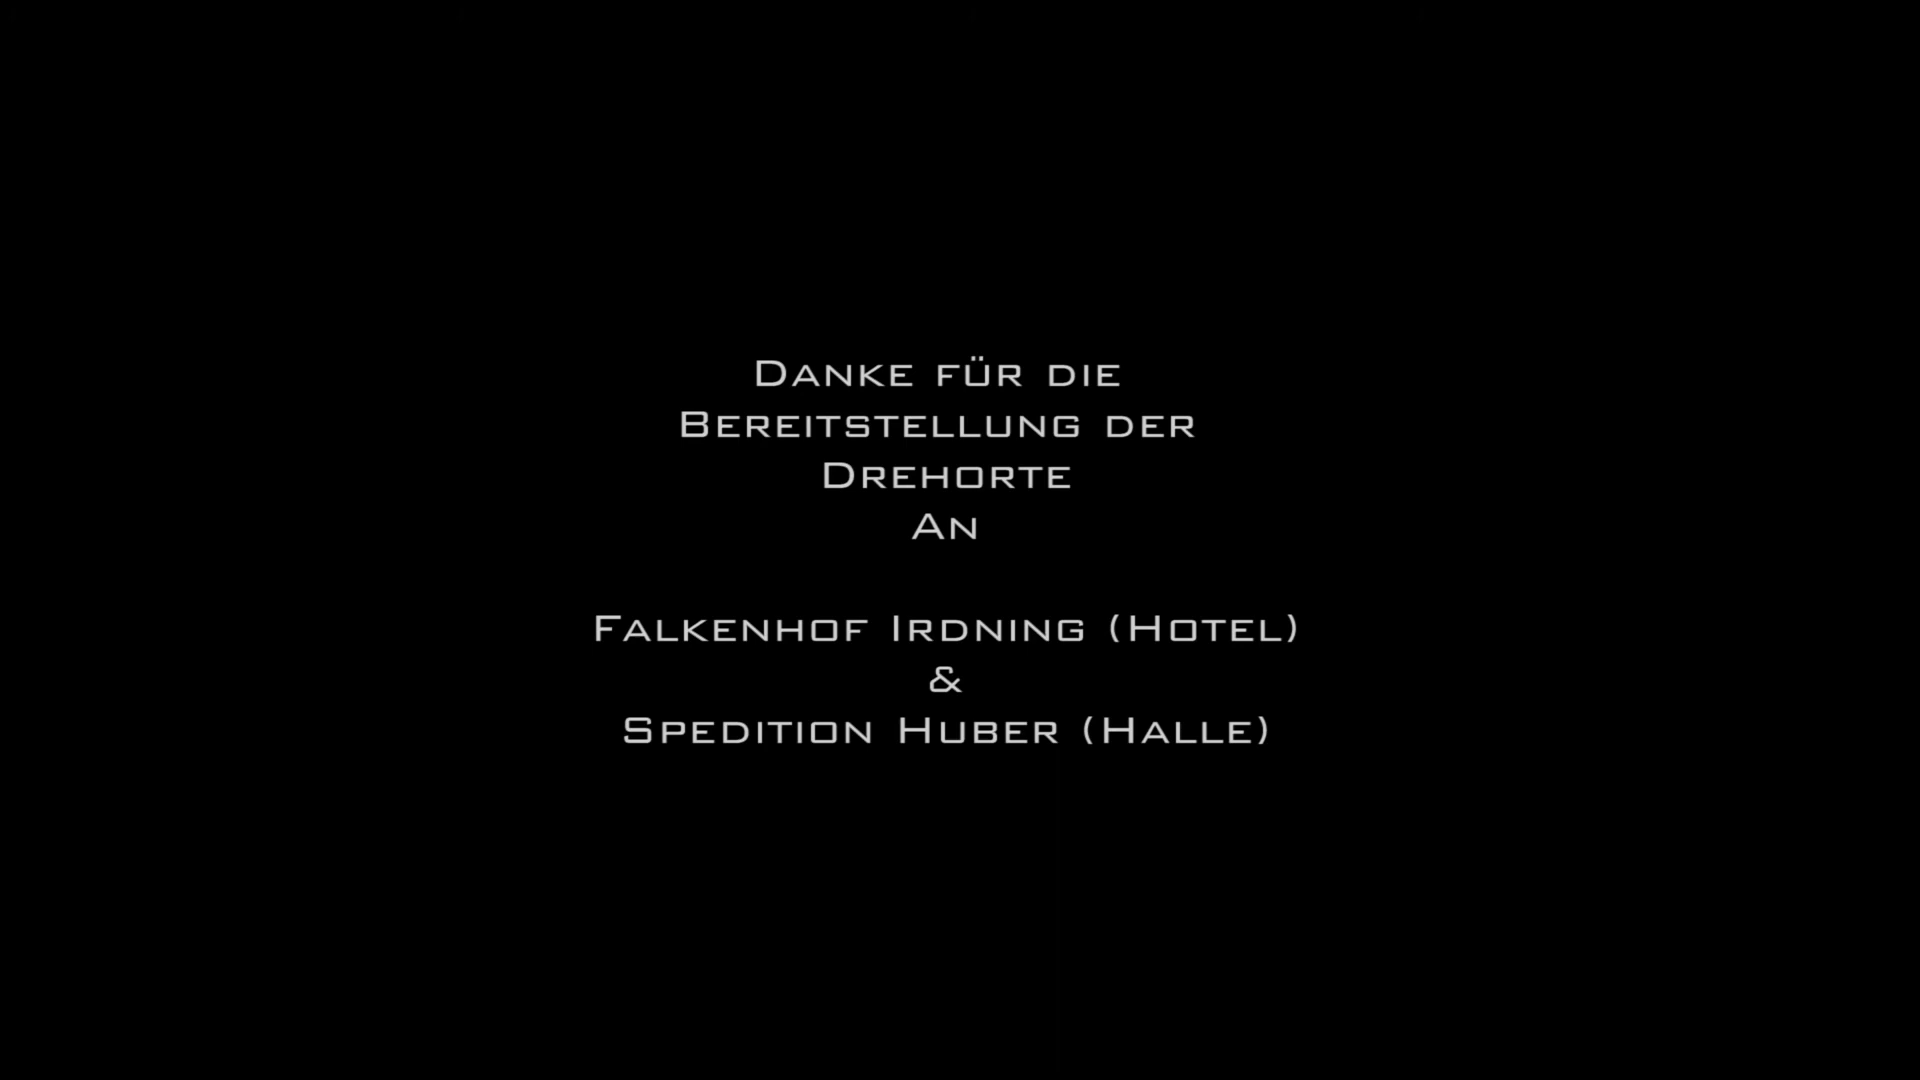 Danke für die
Bereitstellung der
Drehorte
An
Falkenhof Irdning (Hotel)
&
Spedition Huber (Halle)